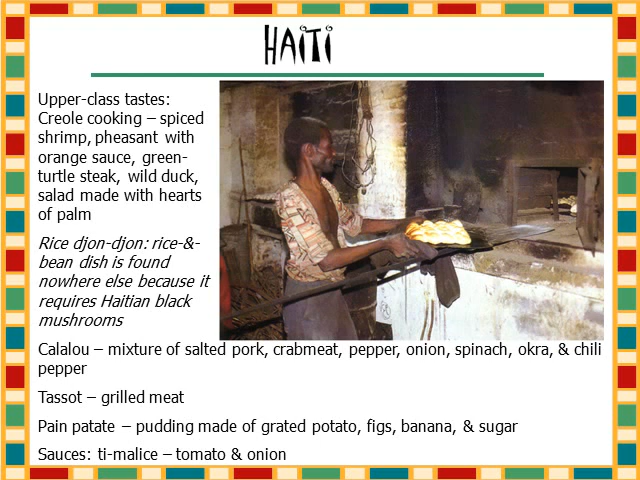 HAITI
Upper-class tastes:
Creole cooking – spiced
shrimp, pheasant with
orange sauce, green-
turtle steak, wild duck,
salad made with hearts
of palm
Rice djon-djon: rice-&-
bean dish is found
nowhere else because it
requires Haitian black
mushrooms
Calalou – mixture of salted pork, crabmeat, pepper, onion, spinach, okra, & chili
pepper
Tassot – grilled meat
Pain patate – pudding made of grated potato, figs, banana, & sugar
Sauces: ti-malice – tomato & onion